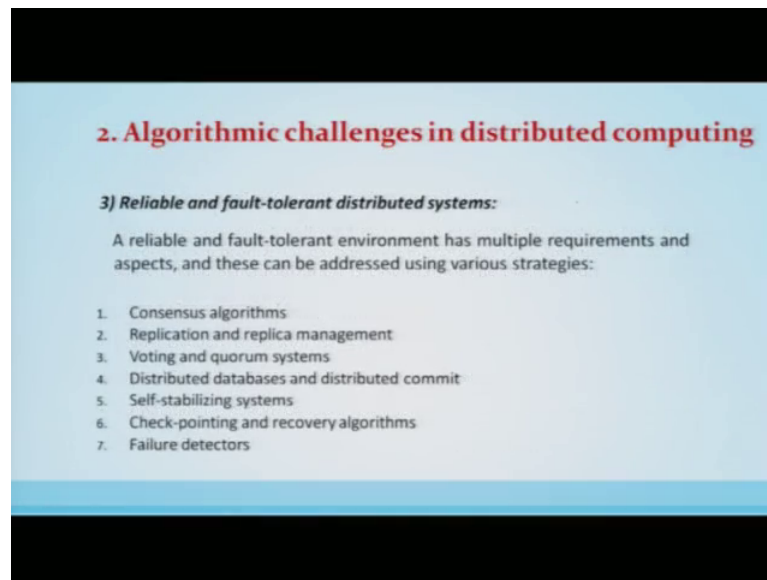 2. Algorithmic challenges in distributed computing
3) Reliable and fault-tolerant distributed systems:
A reliable and fault-tolerant environment has multiple requirements and
aspects, and these can be addressed using various strategies:
1. Consensus algorithms
2. Replication and replica management
3. Voting and quorum systems
4. Distributed databases and distributed commit
5. Self-stabilizing systems
6. Check-pointing and recovery algorithms
7. Failure detectors